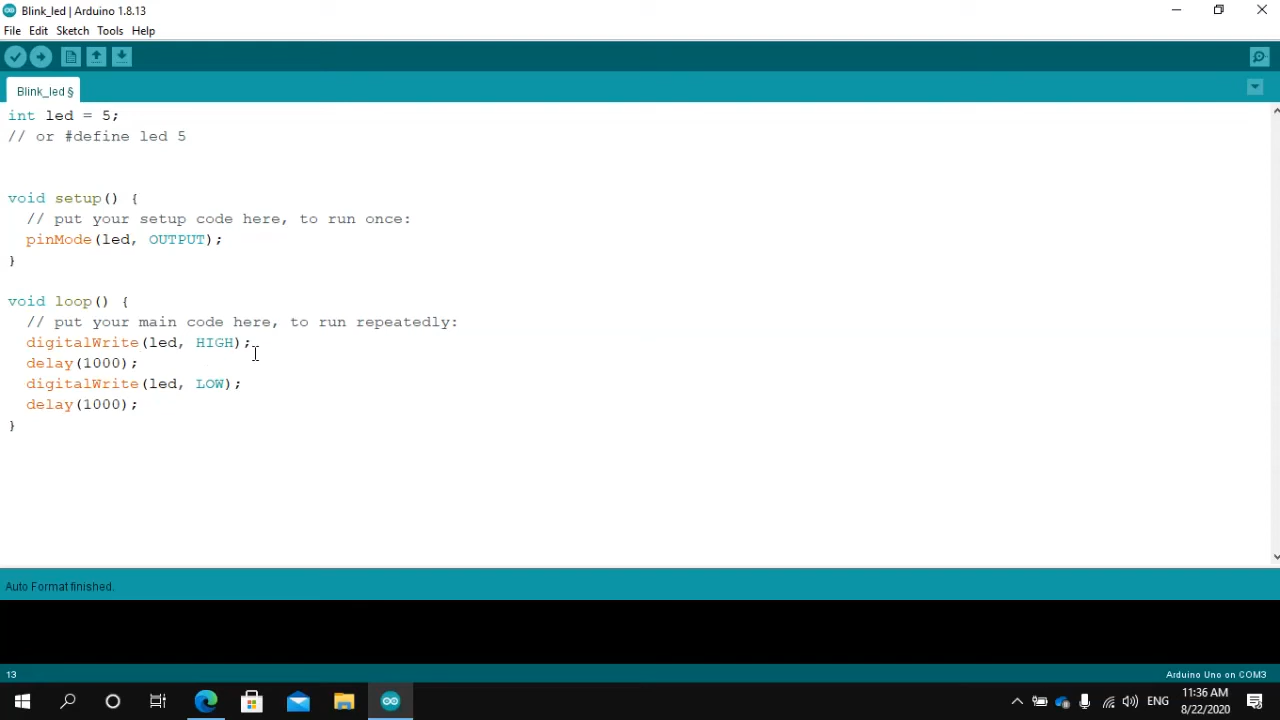 Blink_led | Arduino 1.8.13
File Edit Sketch Tools Help
Blink_led §
int led = 5;
// or #define led 5
void setup() {
// put your setup code here, to run once:
pinMode(led, OUTPUT);
}
void loop() {
// put your main code here, to run repeatedly:
digitalWrite(led, HIGH);
delay(1000);
digitalWrite(led, LOW);
delay(1000);
}
Auto Format finished.
13
Arduino Uno on COM3
ENG
11:36 AM
8/22/2020